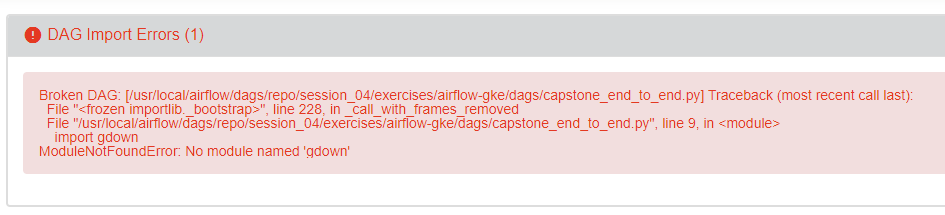 DAG Import Errors (1)
Broken DAG: [/usr/local/airflow/dags/repo/session_04/exercises/airflow-gke/dags/capstone_end_to_end.py] Traceback (most recent call last):
File "<frozen importlib._bootstrap>", line 228, in _call_with_frames_removed
File "/usr/local/airflow/dags/repo/session_04/exercises/airflow-gke/dags/capstone_end_to_end.py", line 9, in <module>
import gdown
ModuleNotFoundError: No module named 'gdown'